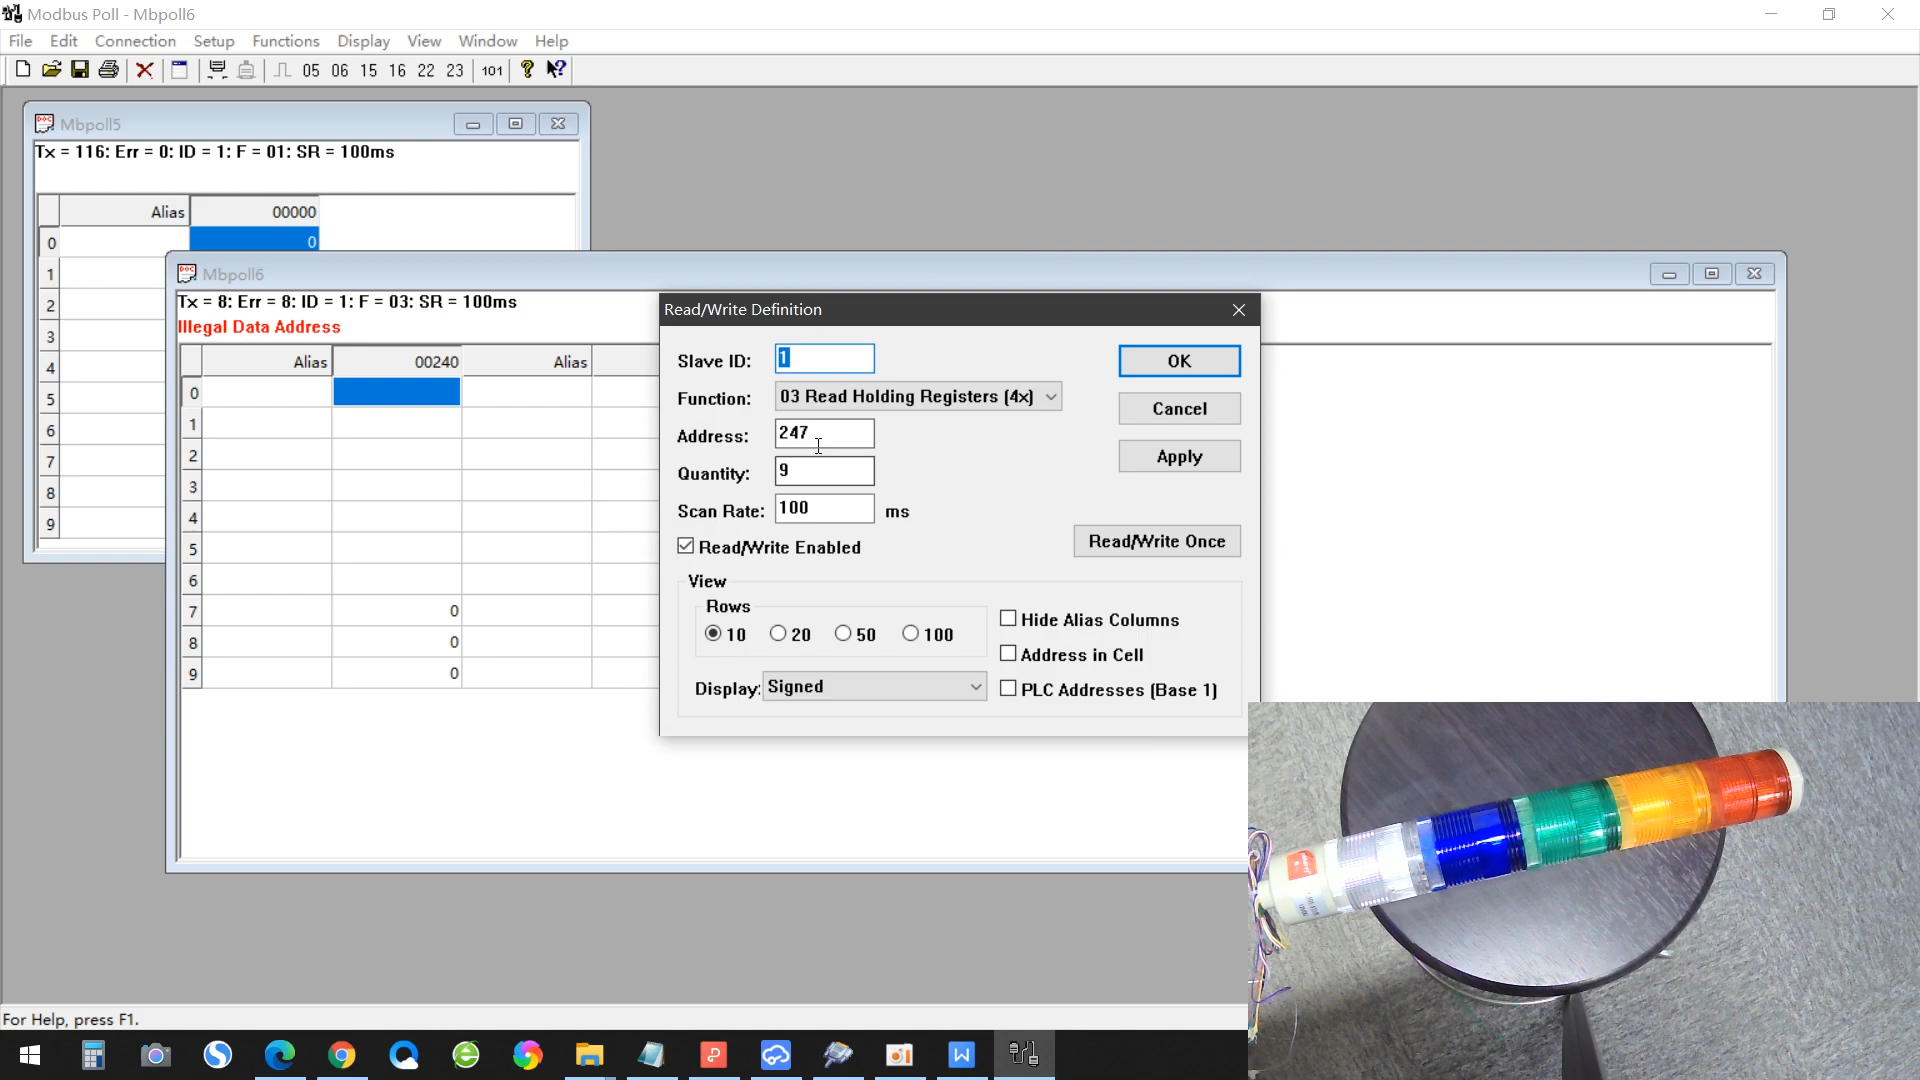 Modbus Poll - Mbpoll6
File Edit Connection Setup Functions Display View Window Help
05 06 15 16 22 23 101
Mbpoll5
Tx = 116: Err = 0: ID = 1: F = 01: SR = 100ms
Alias 00000
0 0
1
2
3
4
5
6
7
8
9
Mbpoll6
Tx = 8: Err = 8: ID = 1: F = 03: SR = 100ms
Illegal Data Address
Alias 00240 Alias
0
1
2
3
4
5
6
7 0
8 0
9 0
Read/Write Definition
Slave ID: 1
OK
Function: 03 Read Holding Registers (4x)
Cancel
Address: 247
Apply
Quantity: 9
Scan Rate: 100 ms
Read/Write Enabled
Read/Write Once
View
Rows
10 20 50 100
Hide Alias Columns
Address in Cell
Display: Signed
PLC Addresses (Base 1)
For Help, press F1.